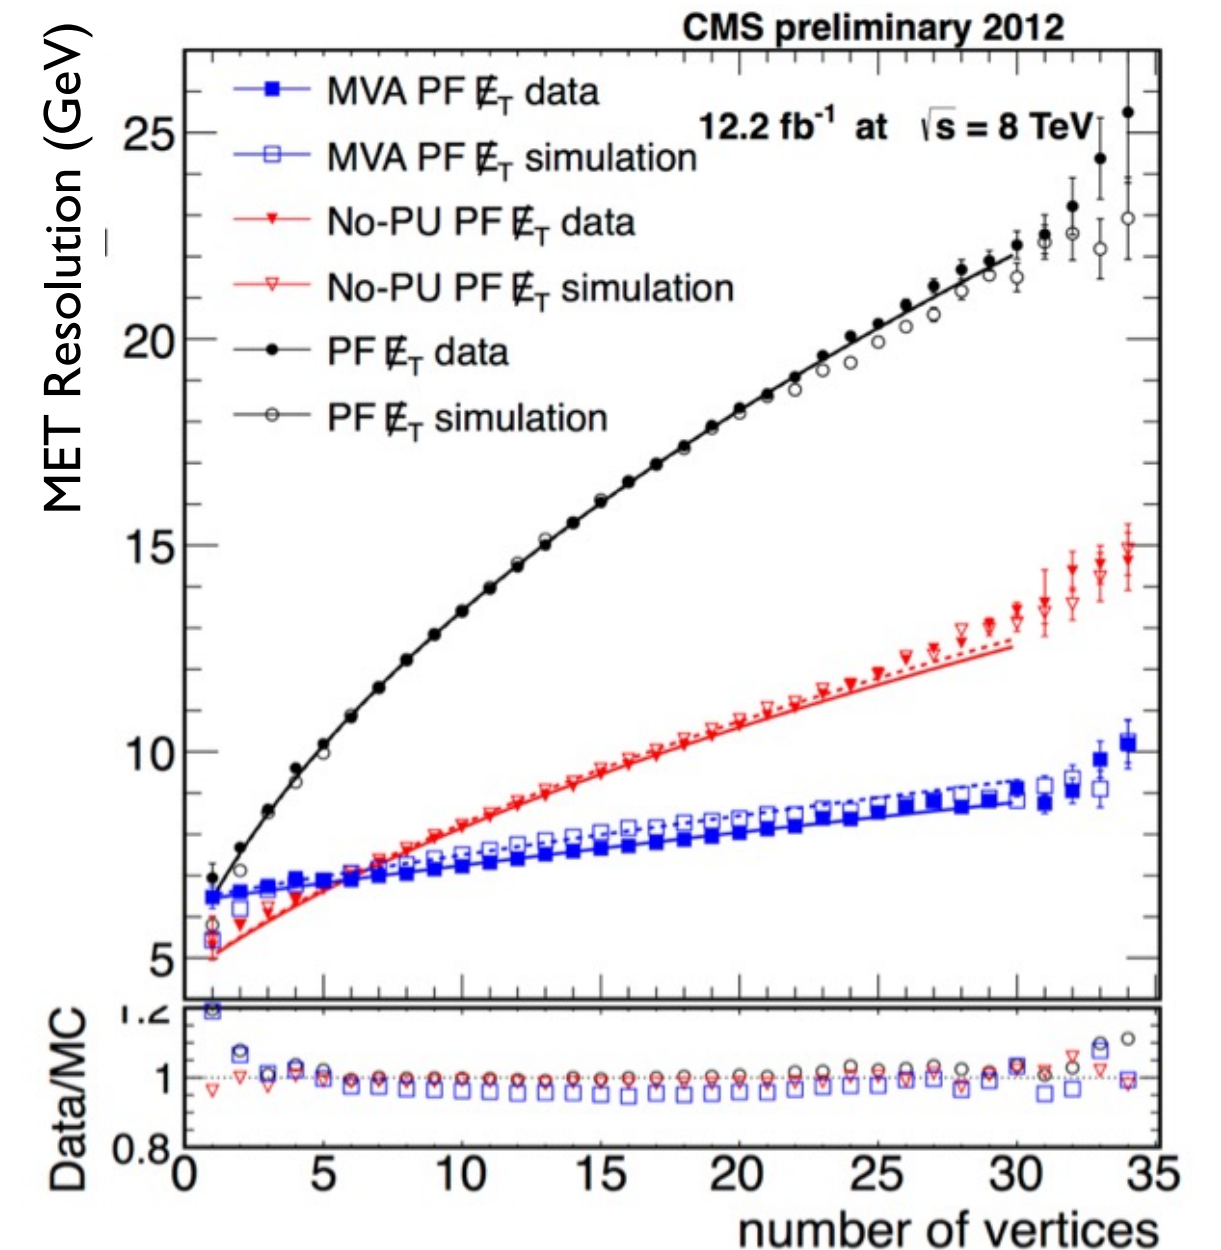 CMS preliminary 2012
12.2 fb-1 at √s = 8 TeV
MET Resolution (GeV)
MVA PF E̸T data
MVA PF E̸T simulation
No-PU PF E̸T data
No-PU PF E̸T simulation
PF E̸T data
PF E̸T simulation
25
20
15
10
5
Data/MC
1.2
1
0.8
0 5 10 15 20 25 30 35
number of vertices